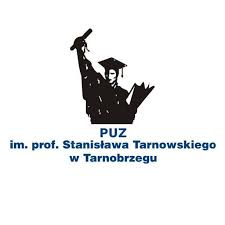 PUZ
im. prof. Stanisława Tarnowskiego
w Tarnobrzegu